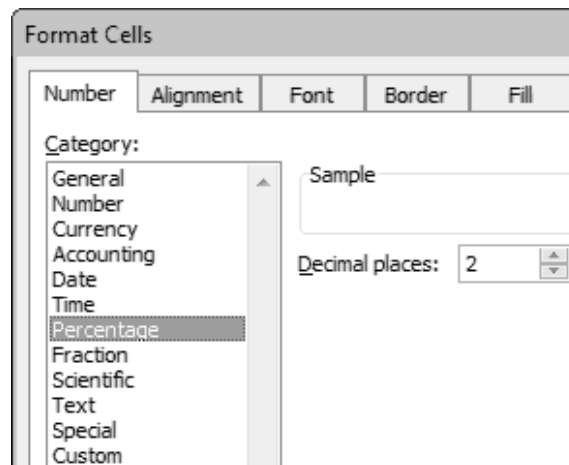 Format Cells
Number Alignment Font Border Fill
Category:
General
Number
Currency
Accounting
Date
Time
Percentage
Fraction
Scientific
Text
Special
Custom
Sample
Decimal places: 2